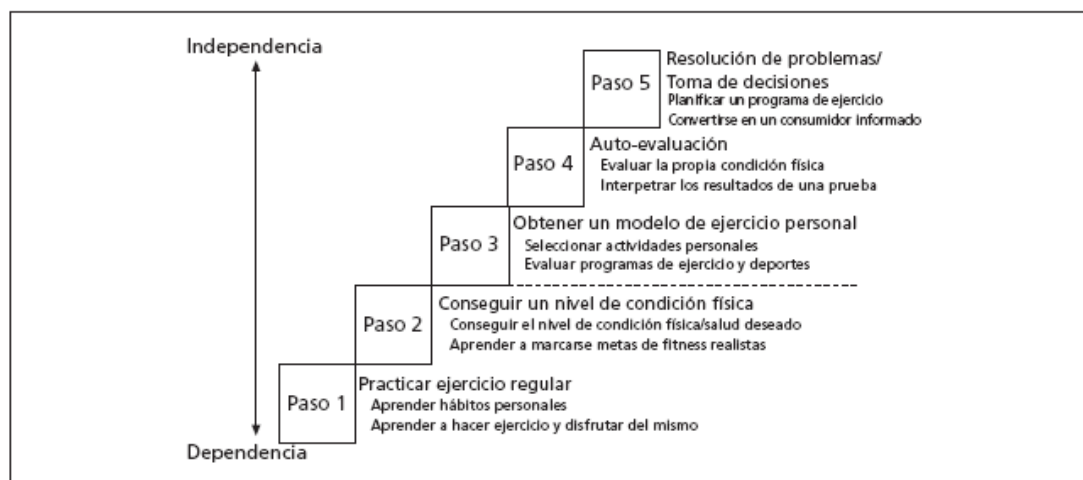 Independencia
Paso 5
Resolución de problemas/
Toma de decisiones
Planificar un programa de ejercicio
Convertirse en un consumidor informado
Paso 4
Auto-evaluación
Evaluar la propia condición física
Interpetrar los resultados de una prueba
Paso 3
Obtener un modelo de ejercicio personal
Seleccionar actividades personales
Evaluar programas de ejercicio y deportes
Paso 2
Conseguir un nivel de condición física
Conseguir el nivel de condición física/salud deseado
Aprender a marcarse metas de fitness realistas
Paso 1
Practicar ejercicio regular
Aprender hábitos personales
Aprender a hacer ejercicio y disfrutar del mismo
Dependencia